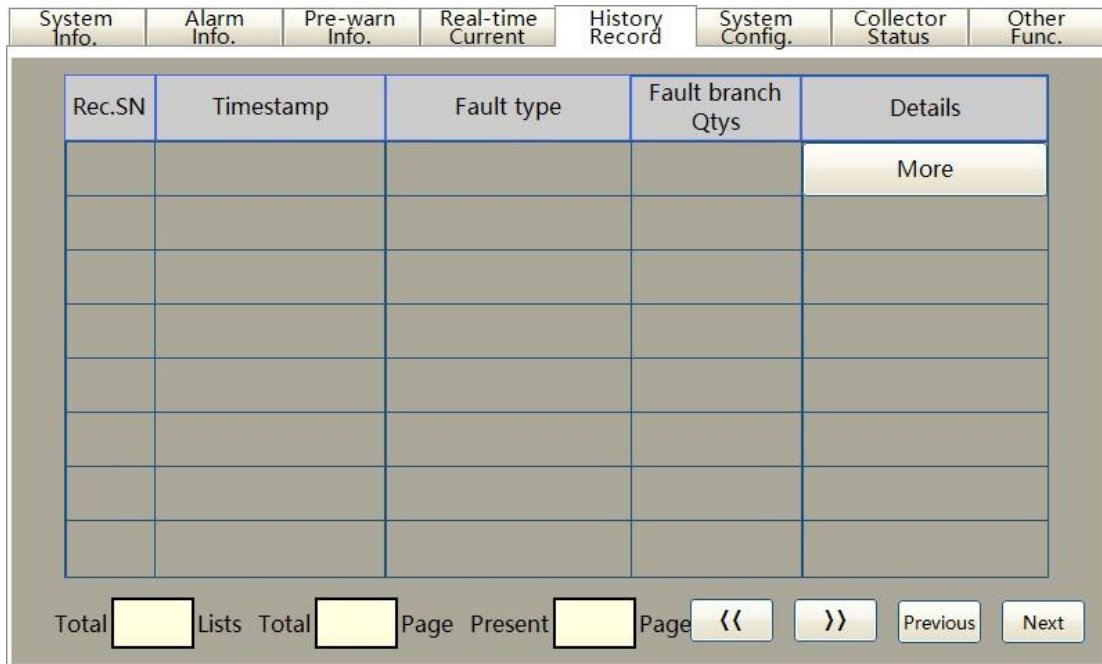 System Info.
Alarm Info.
Pre-warn Info.
Real-time Current
History Record
System Config.
Collector Status
Other Func.
Rec.SN Timestamp Fault type Fault branch Qtys Details
More
Total Lists Total Page Present Page << >> Previous Next